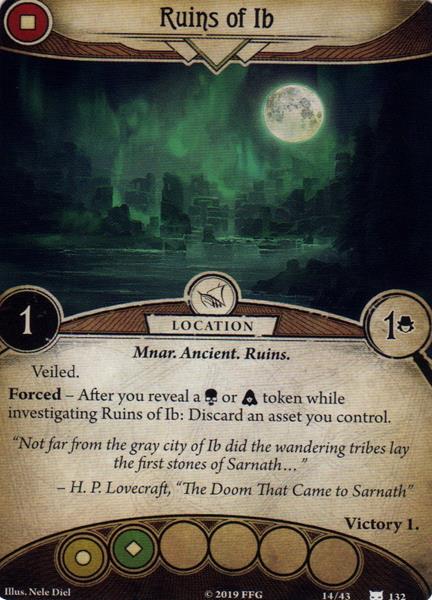 Ruins of Ib
1
1
LOCATION
Mnar. Ancient. Ruins.
Veiled.
Forced – After you reveal a or token while
investigating Ruins of Ib: Discard an asset you control.
“Not far from the gray city of Ib did the wandering tribes lay
the first stones of Sarnath…”
– H. P. Lovecraft, “The Doom That Came to Sarnath”
Victory 1.
Illus. Nele Diel
© 2019 FFG
14/43
132